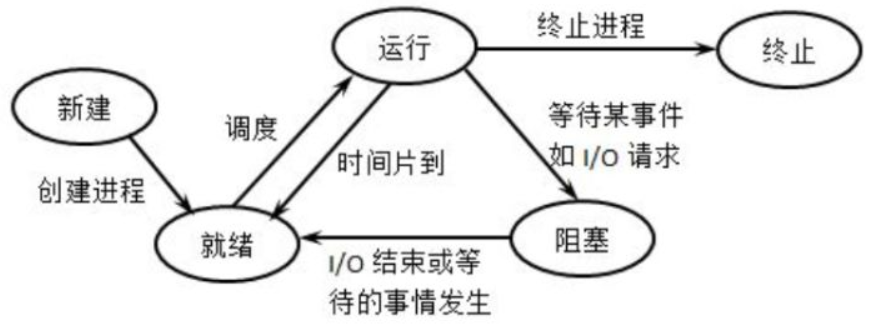 运行
终止进程
终止
新建
调度
时间片到
等待某事件
如 I/O 请求
创建进程
就绪
阻塞
I/O 结束或等
待的事情发生